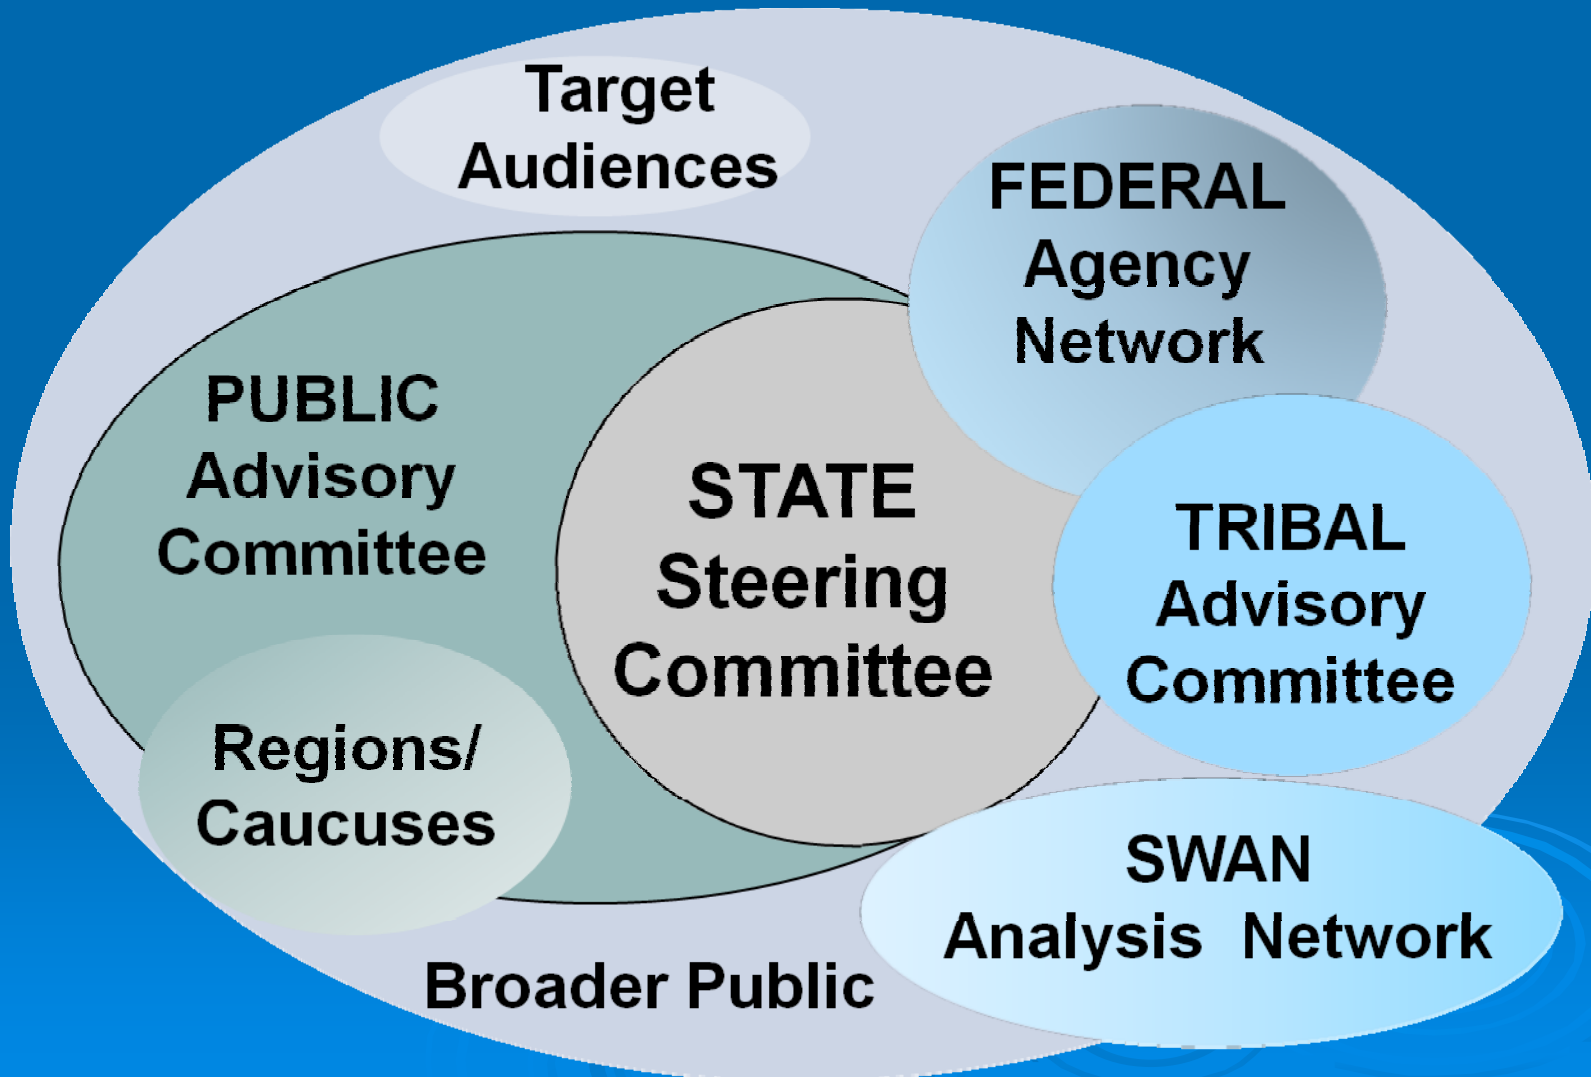 Target
Audiences
FEDERAL
Agency
Network
PUBLIC
Advisory
Committee
STATE
Steering
Committee
TRIBAL
Advisory
Committee
Regions/
Caucuses
SWAN
Analysis Network
Broader Public